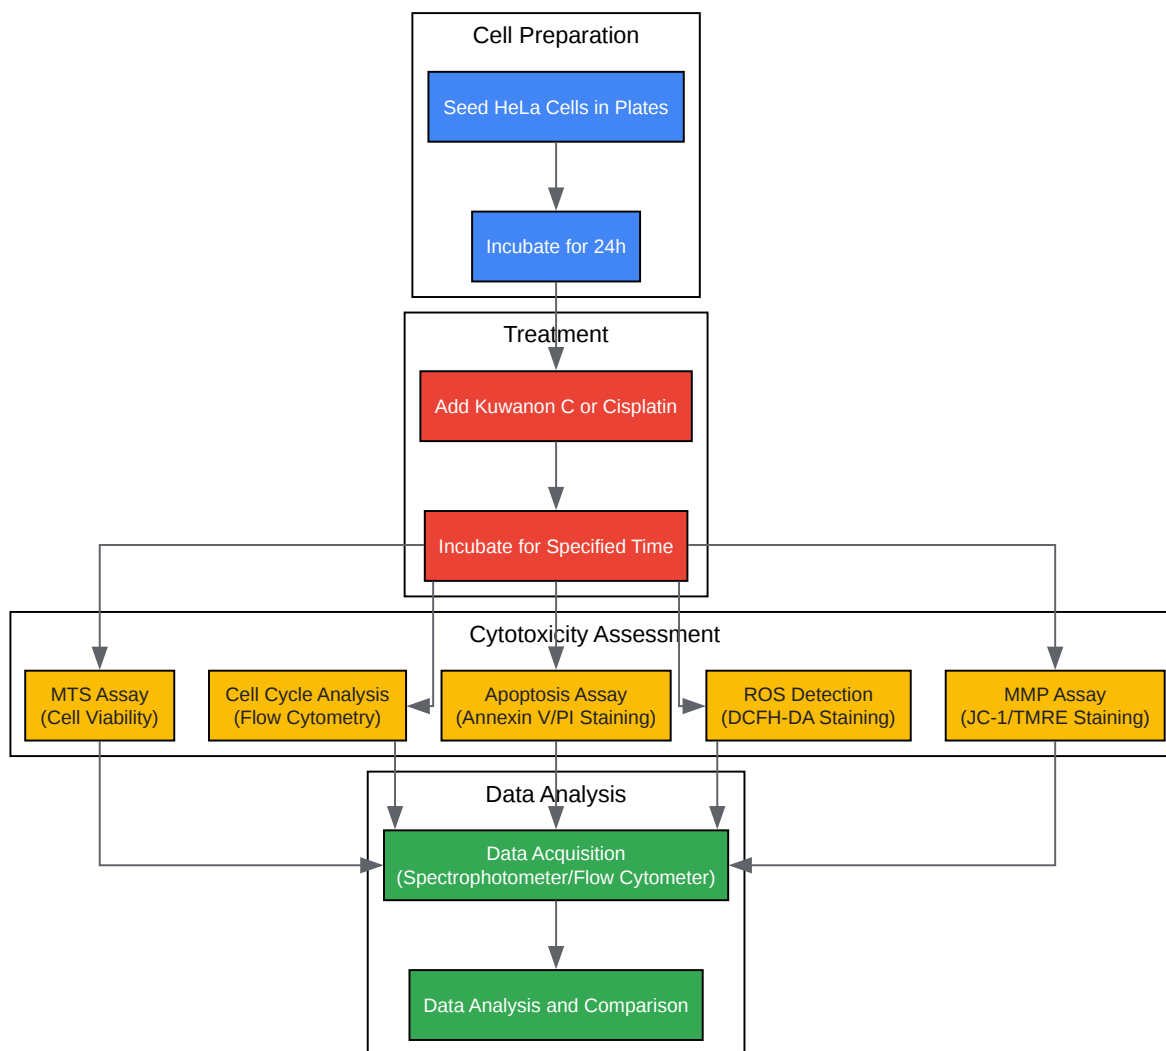 Cell Preparation
Seed HeLa Cells in Plates
Incubate for 24h
Treatment
Add Kuwanon C or Cisplatin
Incubate for Specified Time
Cytotoxicity Assessment
MTS Assay
(Cell Viability)
Cell Cycle Analysis
(Flow Cytometry)
Apoptosis Assay
(Annexin V/PI Staining)
ROS Detection
(DCFH-DA Staining)
MMP Assay
(JC-1/TMRE Staining)
Data Analysis
Data Acquisition
(Spectrophotometer/Flow Cytometer)
Data Analysis and Comparison